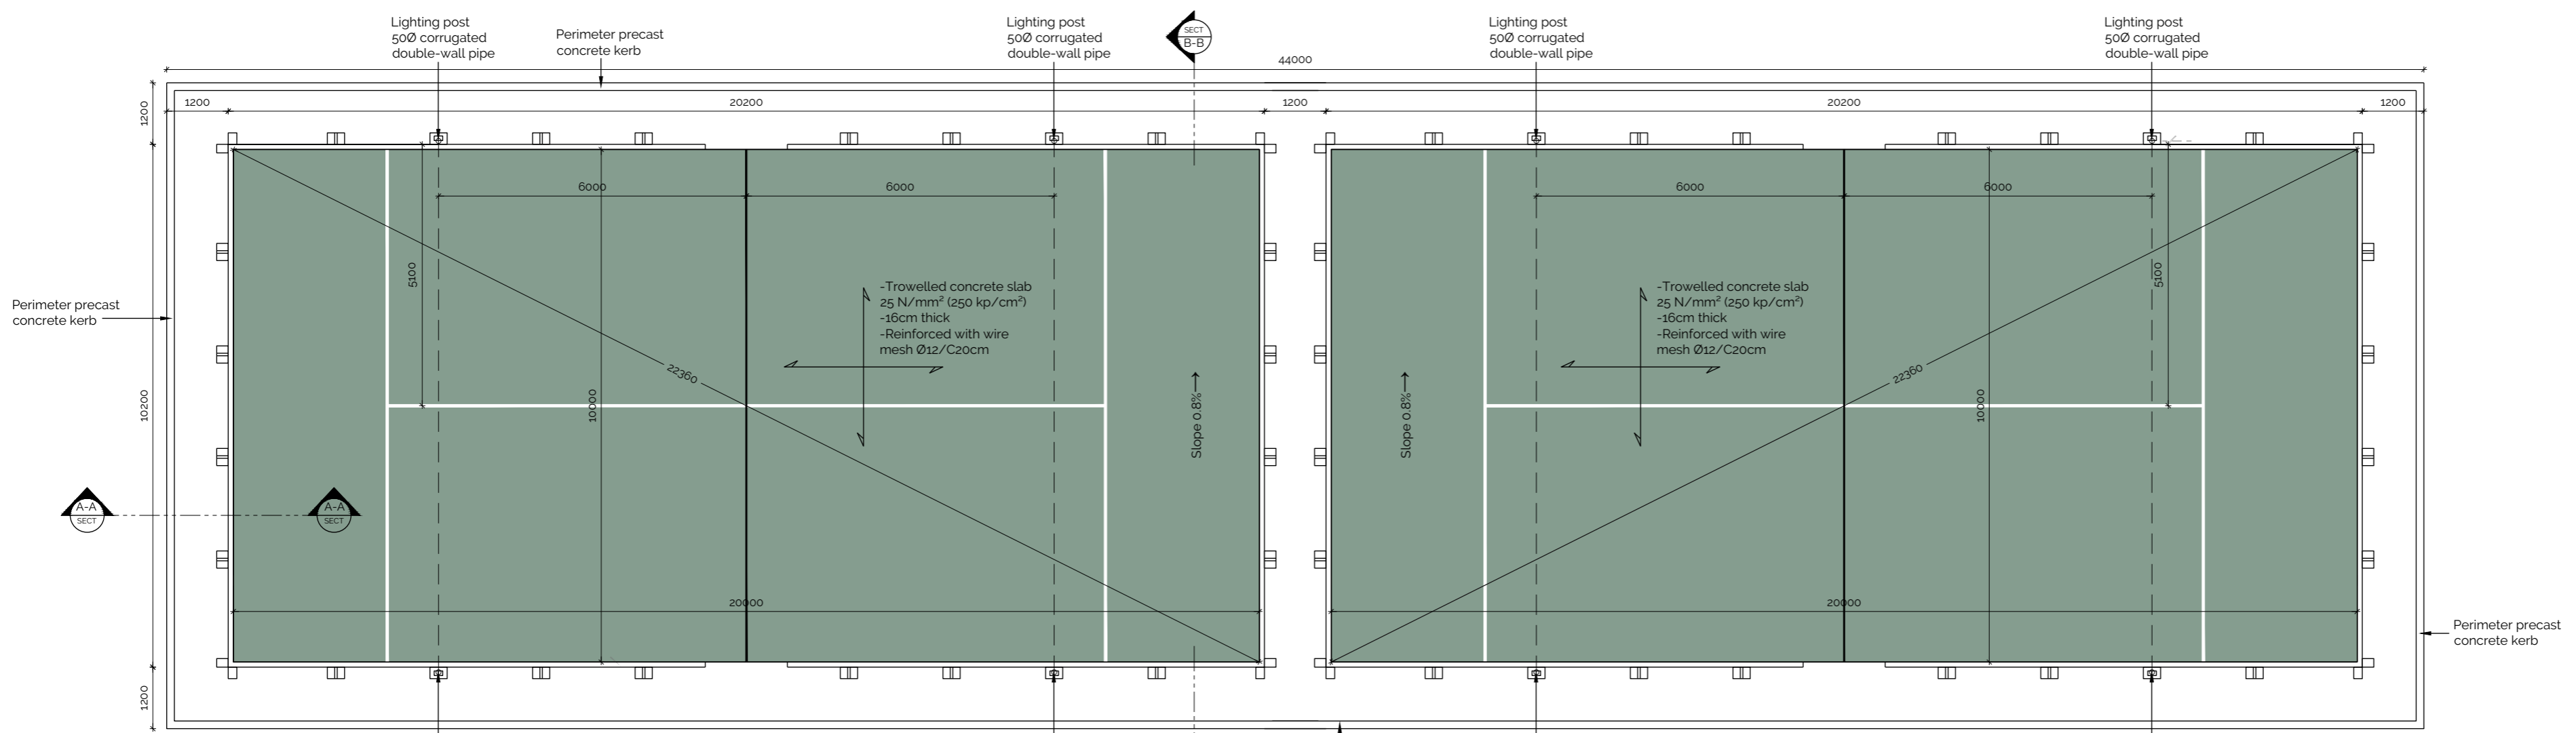 Lighting post
50Ø corrugated
double-wall pipe
Perimeter precast
concrete kerb
Lighting post
50Ø corrugated
double-wall pipe
SECT
B-B
Lighting post
50Ø corrugated
double-wall pipe
Lighting post
50Ø corrugated
double-wall pipe
44000
1200
1200
20200
1200
20200
1200
6000
6000
6000
6000
5100
5100
-Trowelled concrete slab
25 N/mm² (250 kp/cm²)
-16cm thick
-Reinforced with wire
mesh Ø12/C20cm
-Trowelled concrete slab
25 N/mm² (250 kp/cm²)
-16cm thick
-Reinforced with wire
mesh Ø12/C20cm
Perimeter precast
concrete kerb
22360
22360
10200
10000
Slope 0.8%→
Slope 0.8%→
10000
A-A
SECT
A-A
SECT
20000
20000
Perimeter precast
concrete kerb
1200